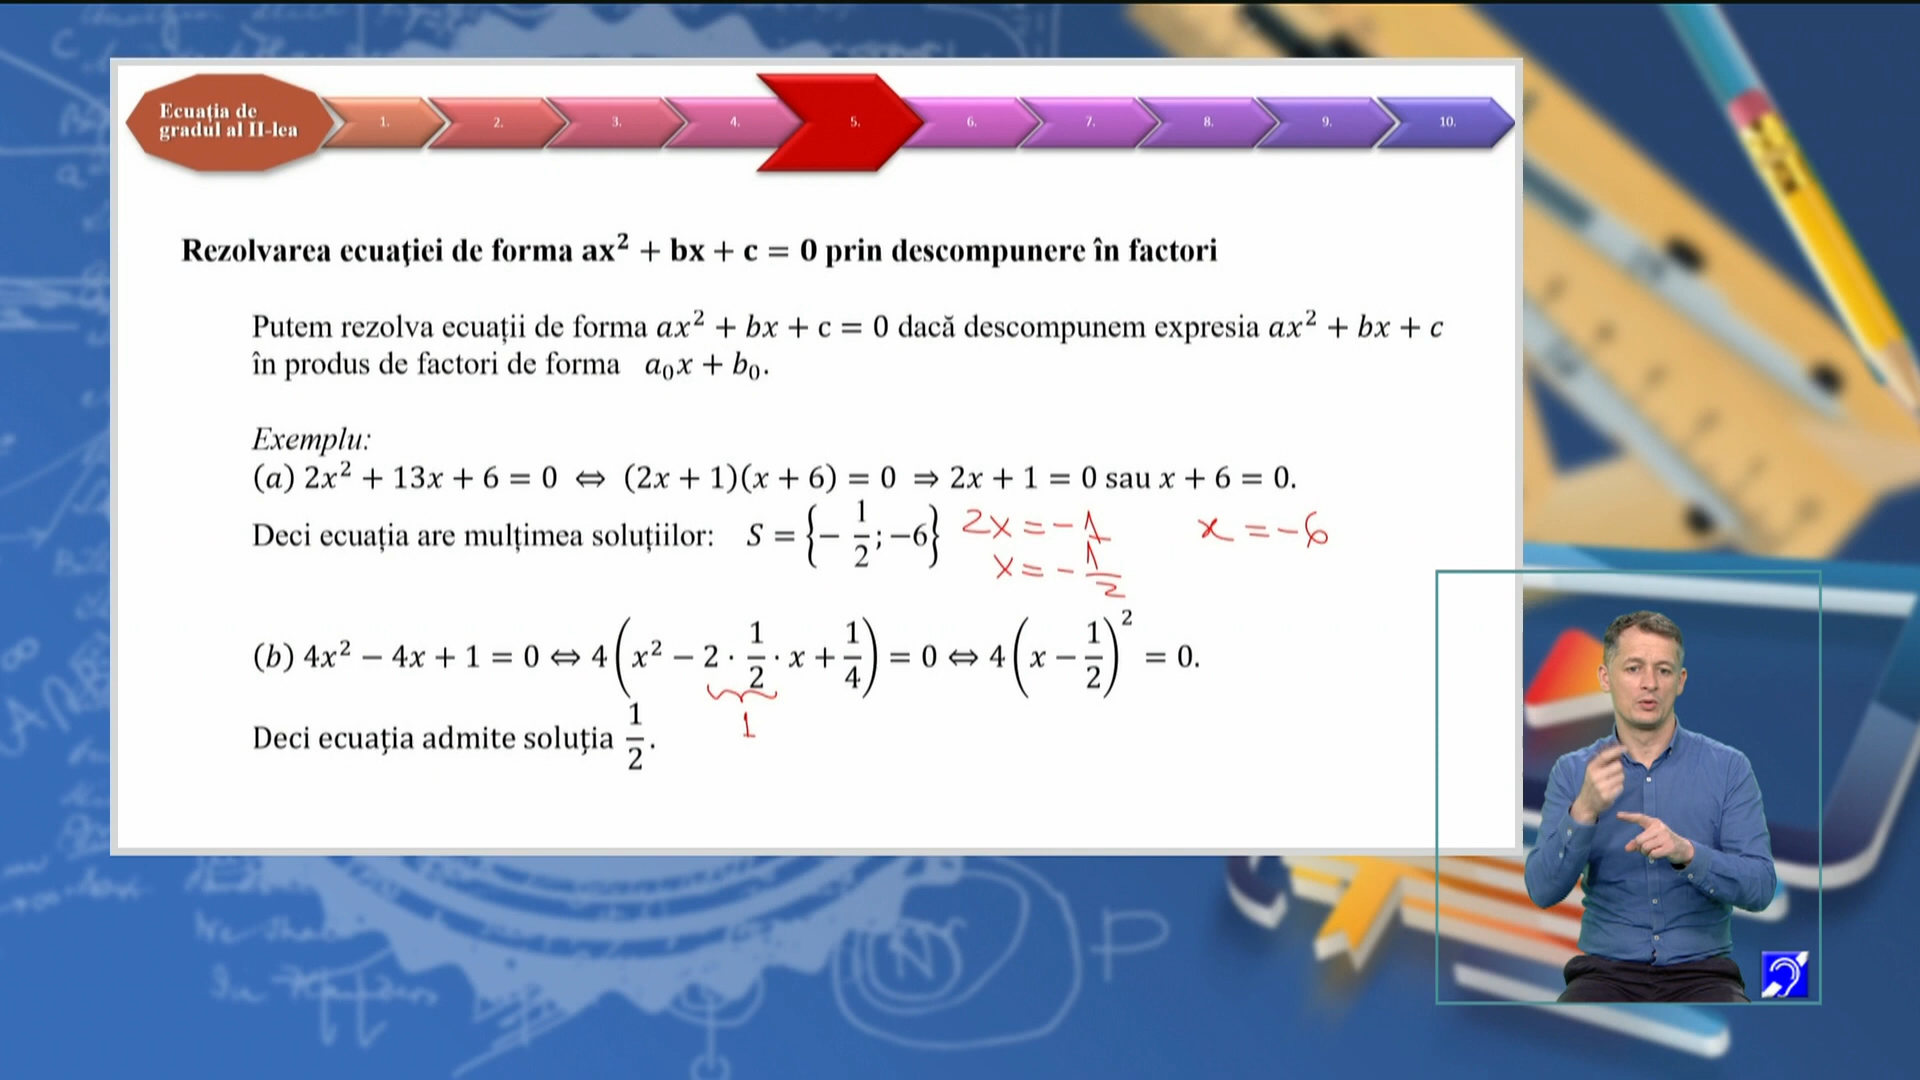 Ecuația de
gradul al II-lea
1. 2. 3. 4. 5. 6. 7. 8. 9. 10.
Rezolvarea ecuaţiei de forma ax² + bx + c = 0 prin descompunere în factori
Putem rezolva ecuații de forma ax² + bx + c = 0 dacă descompunem expresia ax² + bx + c
în produs de factori de forma a₀x + b₀.
Exemplu:
(a) 2x² + 13x + 6 = 0 ⇔ (2x + 1)(x + 6) = 0 ⇒ 2x + 1 = 0 sau x + 6 = 0.
Deci ecuația are mulțimea soluțiilor: S = {− 1/2; −6} 2x = −1 x = −6
x = − 1/2
(b) 4x² − 4x + 1 = 0 ⇔ 4(x² − 2 · 1/2 · x + 1/4) = 0 ⇔ 4(x − 1/2)² = 0.
1
Deci ecuația admite soluția 1/2.
P